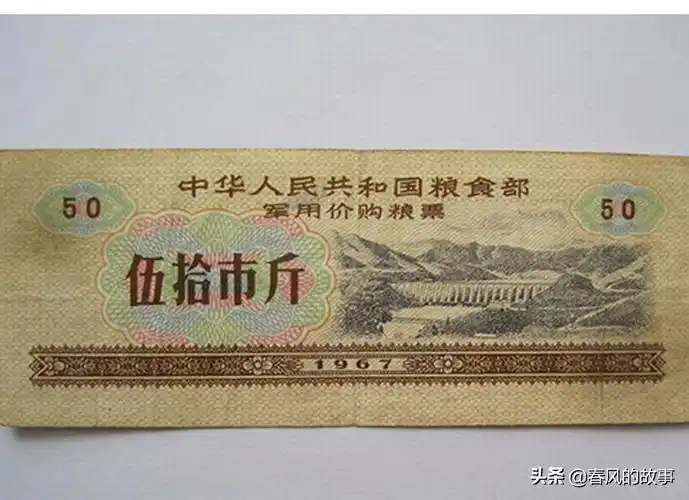 中华人民共和国粮食部
军用价购粮票
50
50
伍拾市斤
1967
头条 @春风的故事